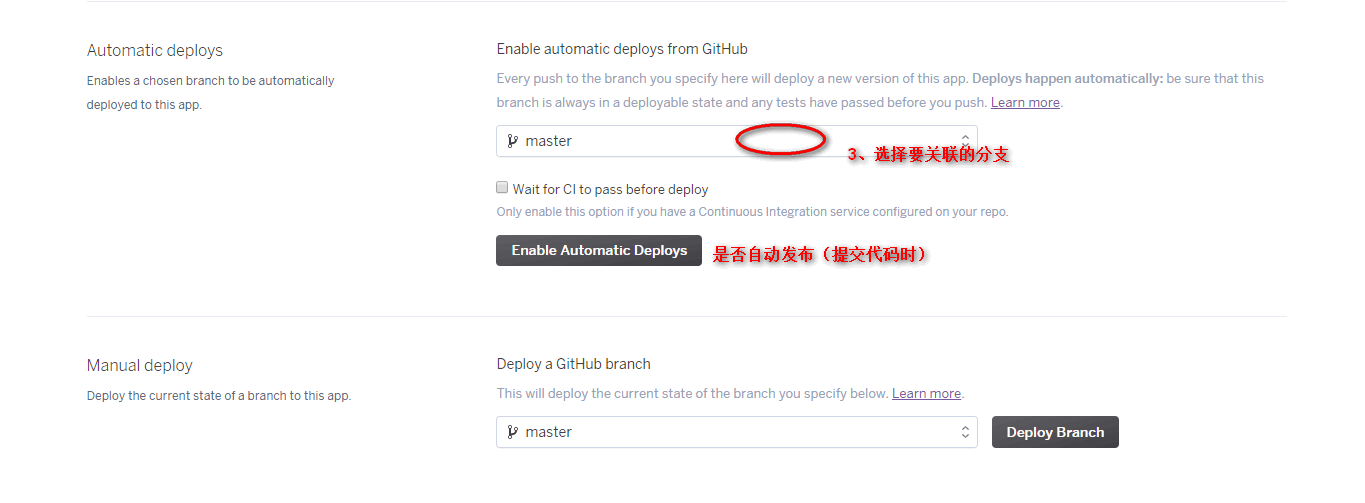 Automatic deploys
Enables a chosen branch to be automatically
deployed to this app.
Enable automatic deploys from GitHub
Every push to the branch you specify here will deploy a new version of this app. Deploys happen automatically: be sure that this
branch is always in a deployable state and any tests have passed before you push. Learn more.
master
3、选择要关联的分支
Wait for CI to pass before deploy
Only enable this option if you have a Continuous Integration service configured on your repo.
Enable Automatic Deploys
是否自动发布（提交代码时）
Manual deploy
Deploy the current state of a branch to this app.
Deploy a GitHub branch
This will deploy the current state of the branch you specify below. Learn more.
master
Deploy Branch